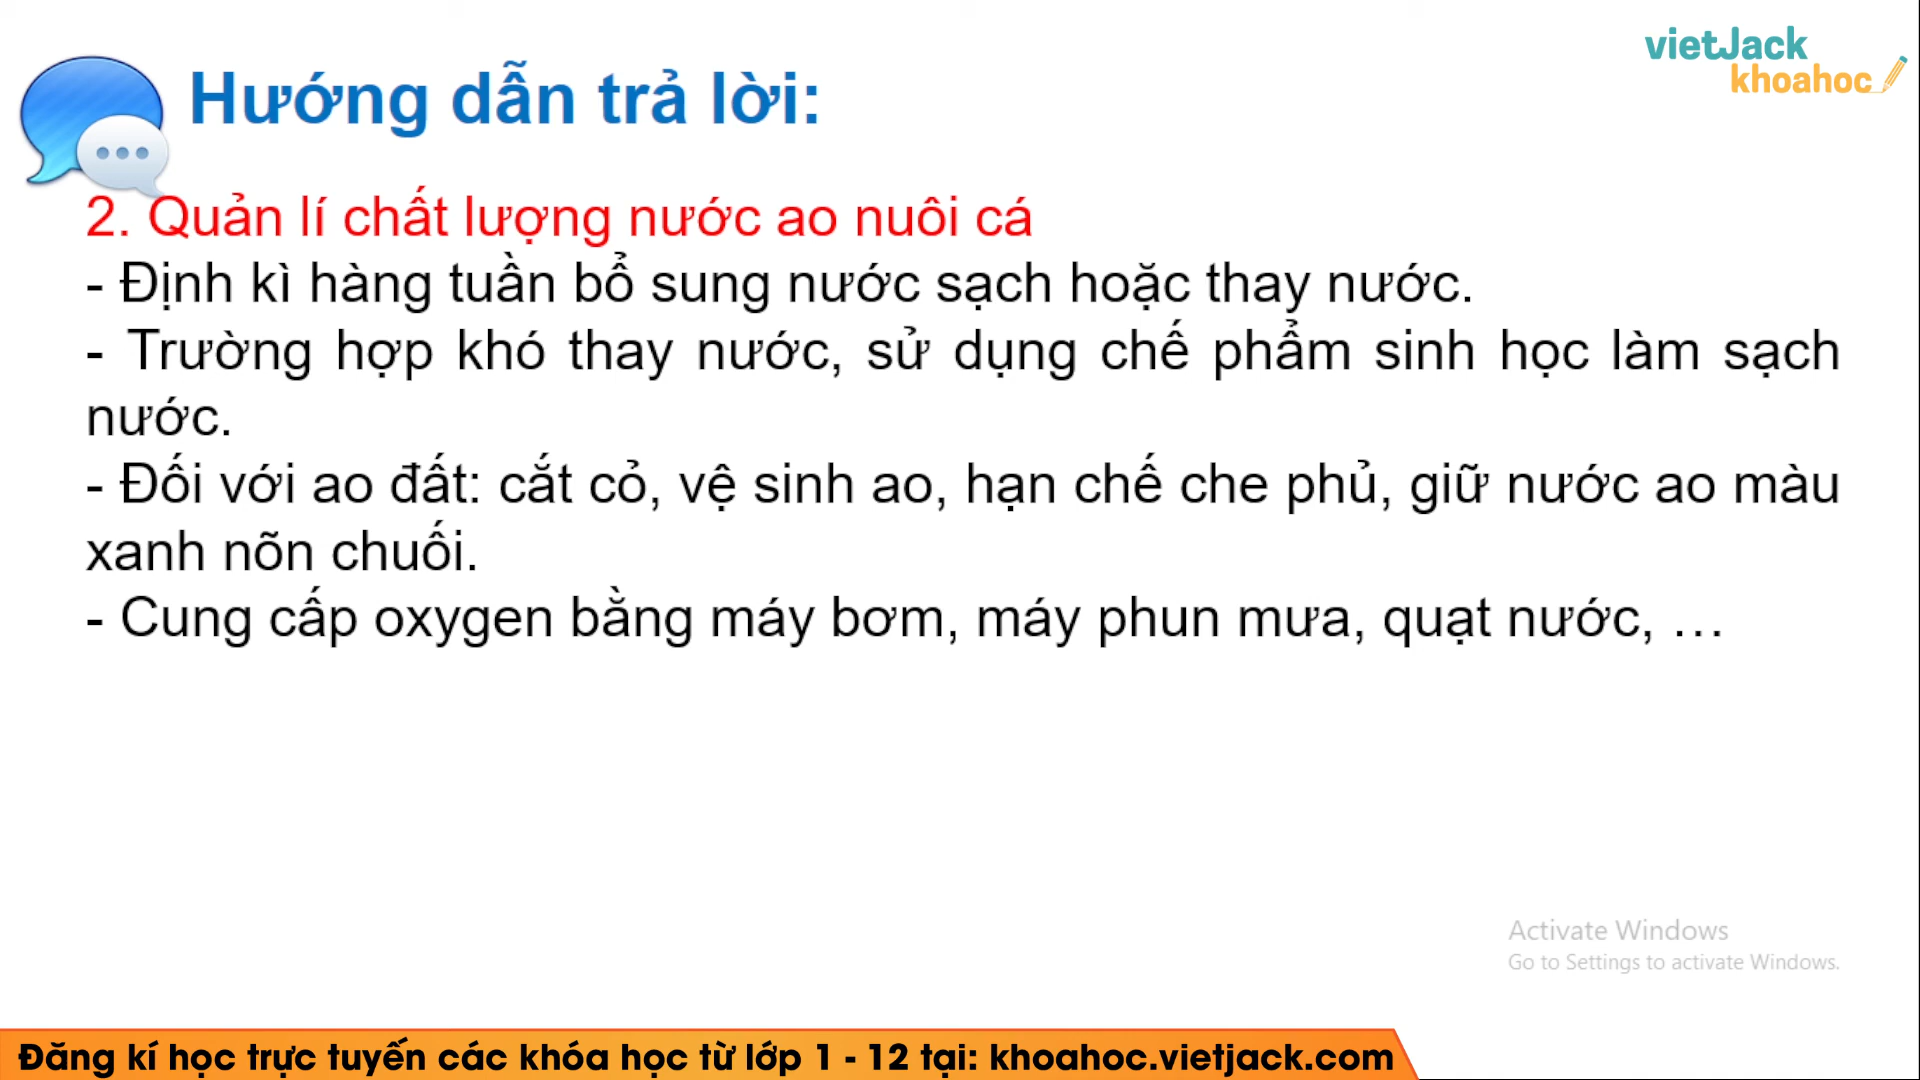 vietJack
khoahoc
Hướng dẫn trả lời:
2. Quản lí chất lượng nước ao nuôi cá
- Định kì hàng tuần bổ sung nước sạch hoặc thay nước.
- Trường hợp khó thay nước, sử dụng chế phẩm sinh học làm sạch
nước.
- Đối với ao đất: cắt cỏ, vệ sinh ao, hạn chế che phủ, giữ nước ao màu
xanh nõn chuối.
- Cung cấp oxygen bằng máy bơm, máy phun mưa, quạt nước, …
Activate Windows
Go to Settings to activate Windows.
Đăng kí học trực tuyến các khóa học từ lớp 1 - 12 tại: khoahoc.vietjack.com